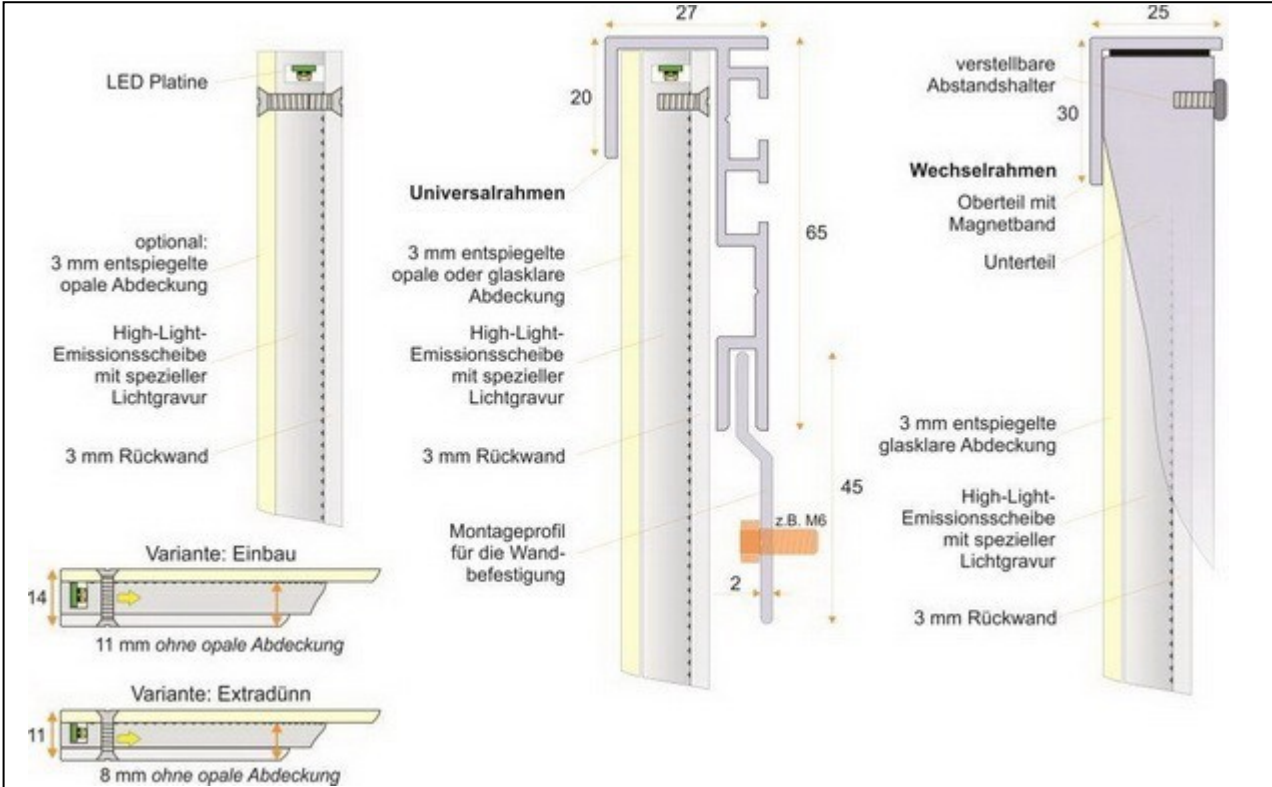 LED Platine
optional:
3 mm entspiegelte
opale Abdeckung
High-Light-
Emissionsscheibe
mit spezieller
Lichtgravur
3 mm Rückwand
Variante: Einbau
14
11 mm ohne opale Abdeckung
Variante: Extradünn
11
8 mm ohne opale Abdeckung
27
20
Universalrahmen
3 mm entspiegelte
opale oder glasklare
Abdeckung
65
High-Light-
Emissionsscheibe
mit spezieller
Lichtgravur
3 mm Rückwand
45
z.B. M6
Montageprofil
für die Wand-
befestigung
2
25
verstellbare
Abstandshalter
30
Wechselrahmen
Oberteil mit
Magnetband
Unterteil
3 mm entspiegelte
glasklare Abdeckung
High-Light-
Emissionsscheibe
mit spezieller
Lichtgravur
3 mm Rückwand